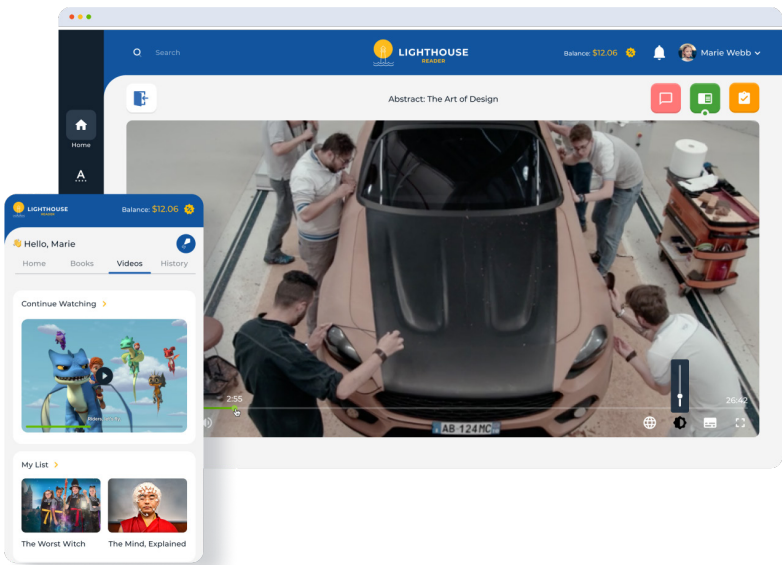 Search
LIGHTHOUSE
READER
Balance: $12.06
Marie Webb
Abstract: The Art of Design
Home
A
2:55
26:42
AB 124 MC
LIGHTHOUSE
READER
Balance: $12.06
Hello, Marie
Home Books Videos History
Continue Watching >
My List >
The Worst Witch
The Mind, Explained